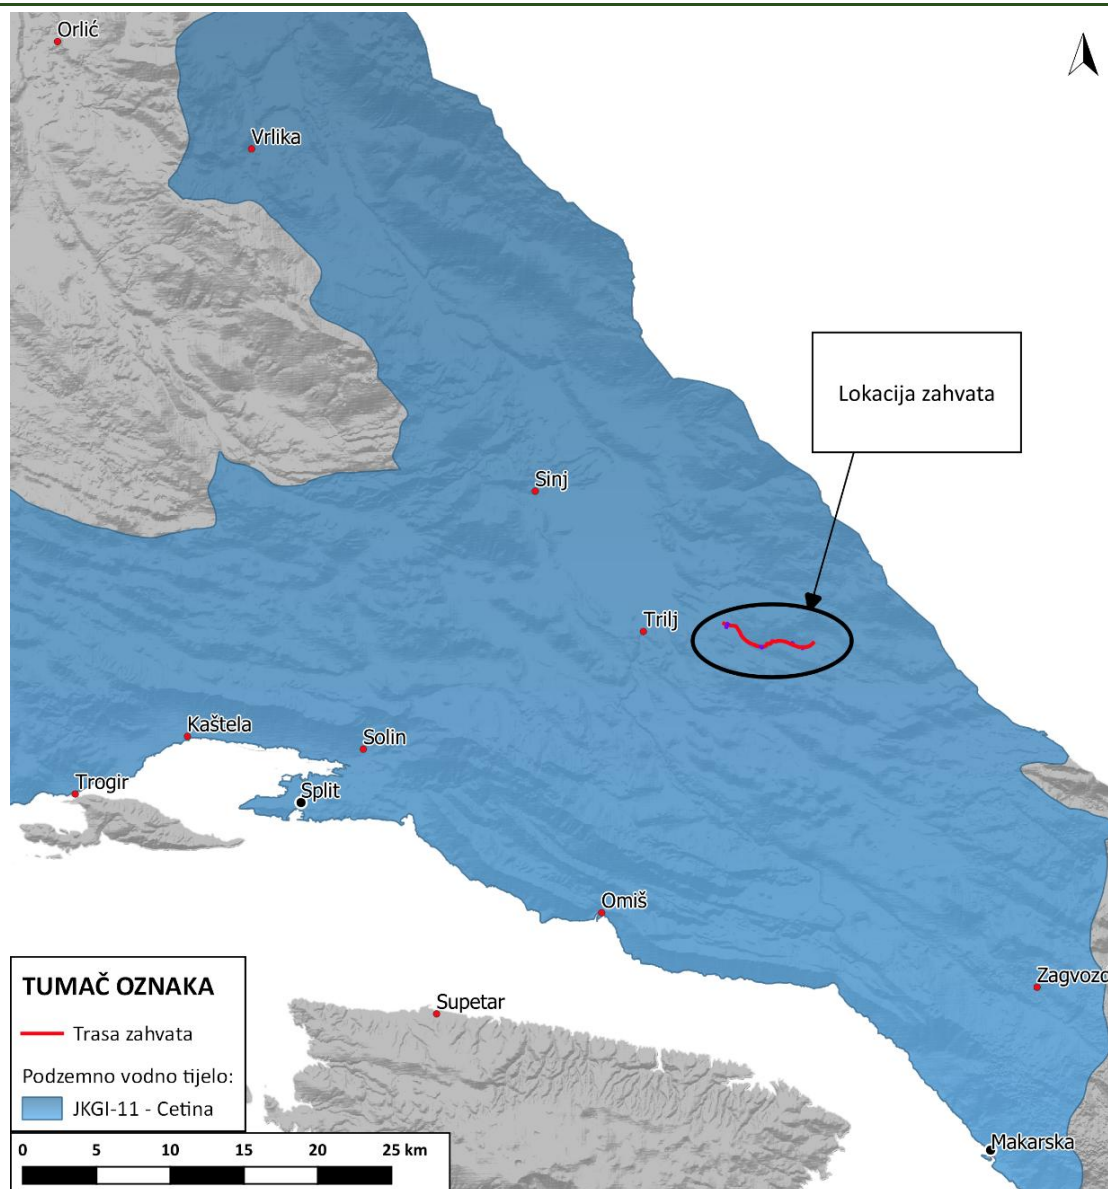 Orlić
Vrlika
Lokacija zahvata
Sinj
Trilj
Kaštela
Solin
Trogir
Split
Omiš
Zagvozd
Supetar
Makarska
TUMAČ OZNAKA
Trasa zahvata
Podzemno vodno tijelo:
JKGI-11 - Cetina
0 5 10 15 20 25 km